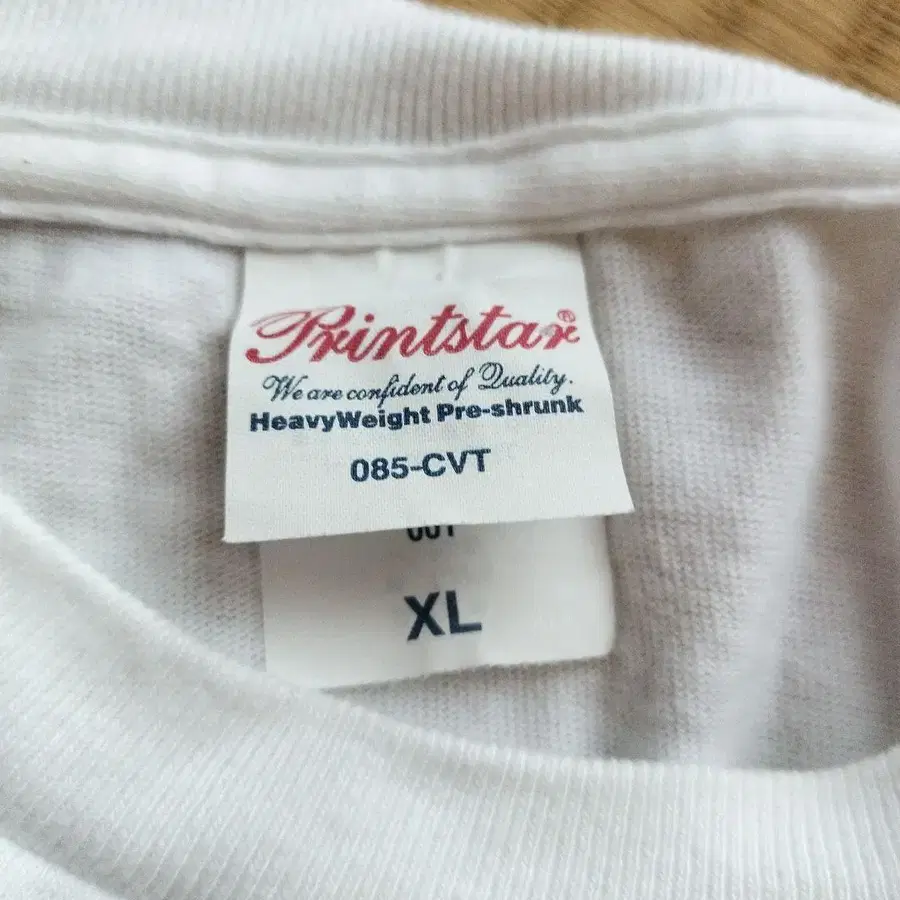 Printstar®
We are confident of Quality.
HeavyWeight Pre-shrunk
085-CVT
XL